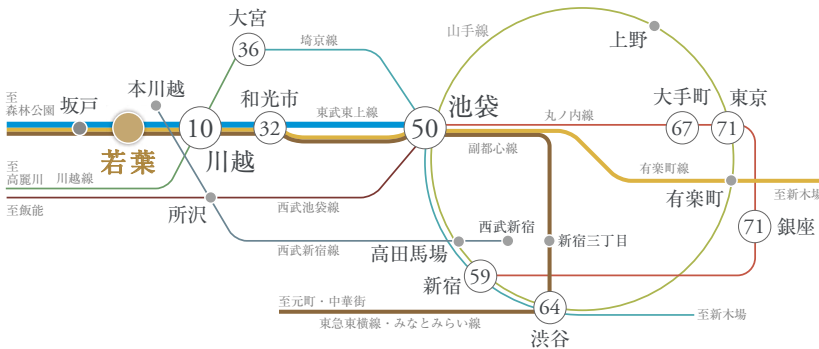 大宮
36
埼京線
山手線
上野
至
森林公園
坂戸
本川越
和光市
東武東上線
池袋
丸ノ内線
大手町
東京
若葉
10
川越
32
50
67
71
副都心線
至
高麗川
川越線
有楽町線
有楽町
至新木場
至飯能
所沢
西武池袋線
西武新宿
71
銀座
西武新宿線
高田馬場
新宿三丁目
新宿
59
至元町・中華街
64
東急東横線・みなとみらい線
渋谷
至新木場